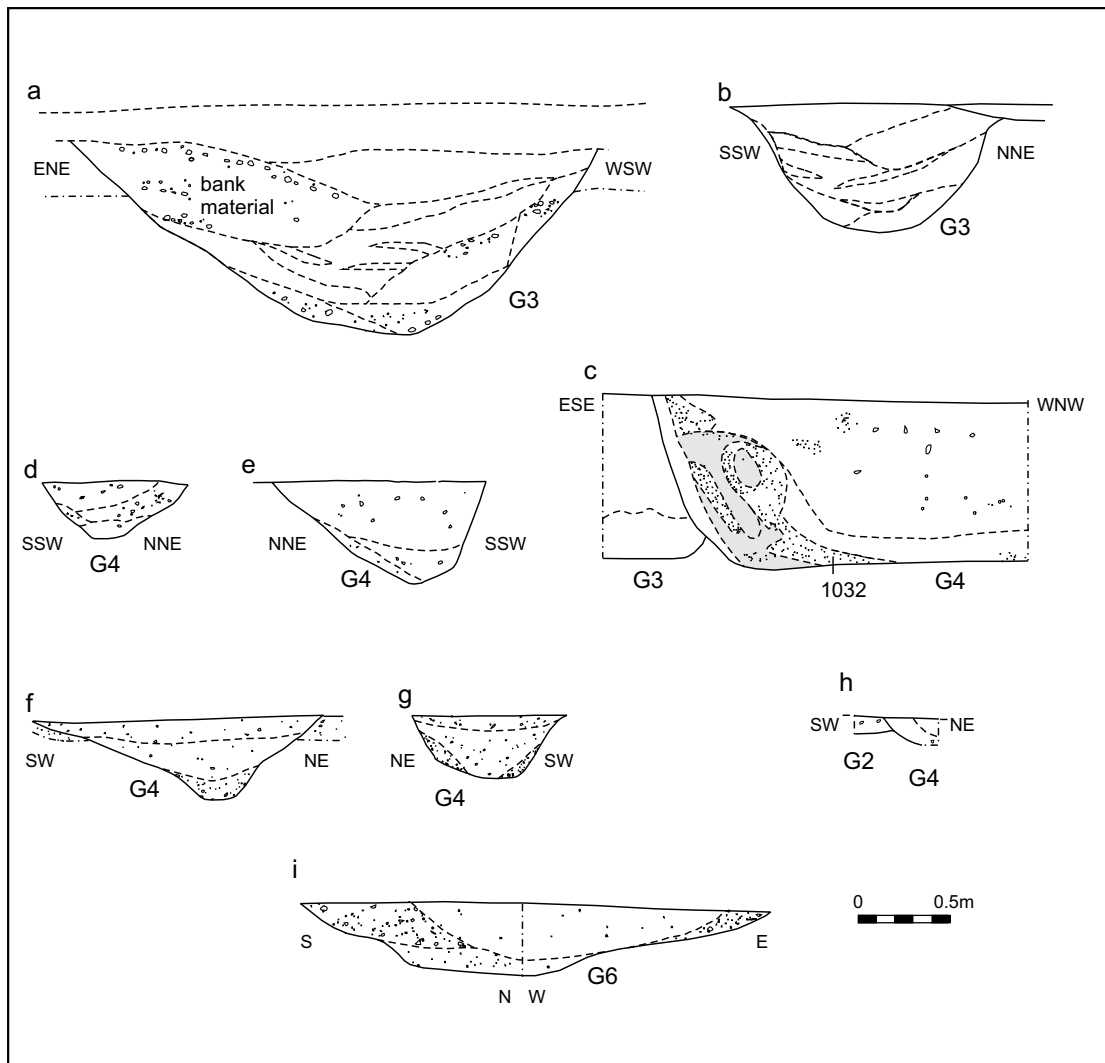 a
ENE
bank
material
WSW
G3
b
SSW
NNE
G3
c
ESE
WNW
G3
1032
G4
d
SSW
NNE
G4
e
NNE
SSW
G4
f
SW
NE
G4
g
NE
SW
G4
h
SW
NE
G2
G4
i
S
E
G6
N W
0 0.5m